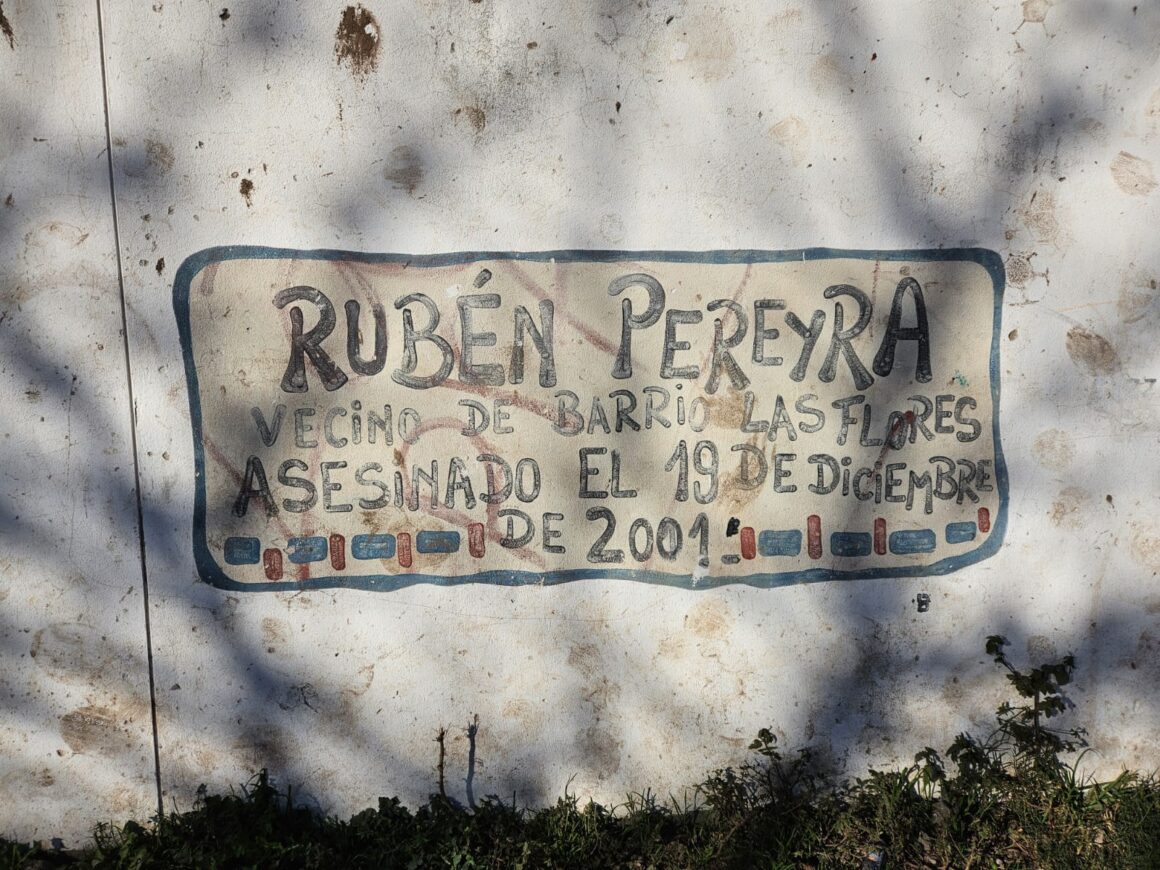 RUBÉN PEREYRA
VECINO DE BARRIO LAS FLORES
ASESINADO EL 19 DE DICIEMBRE
DE 2001.